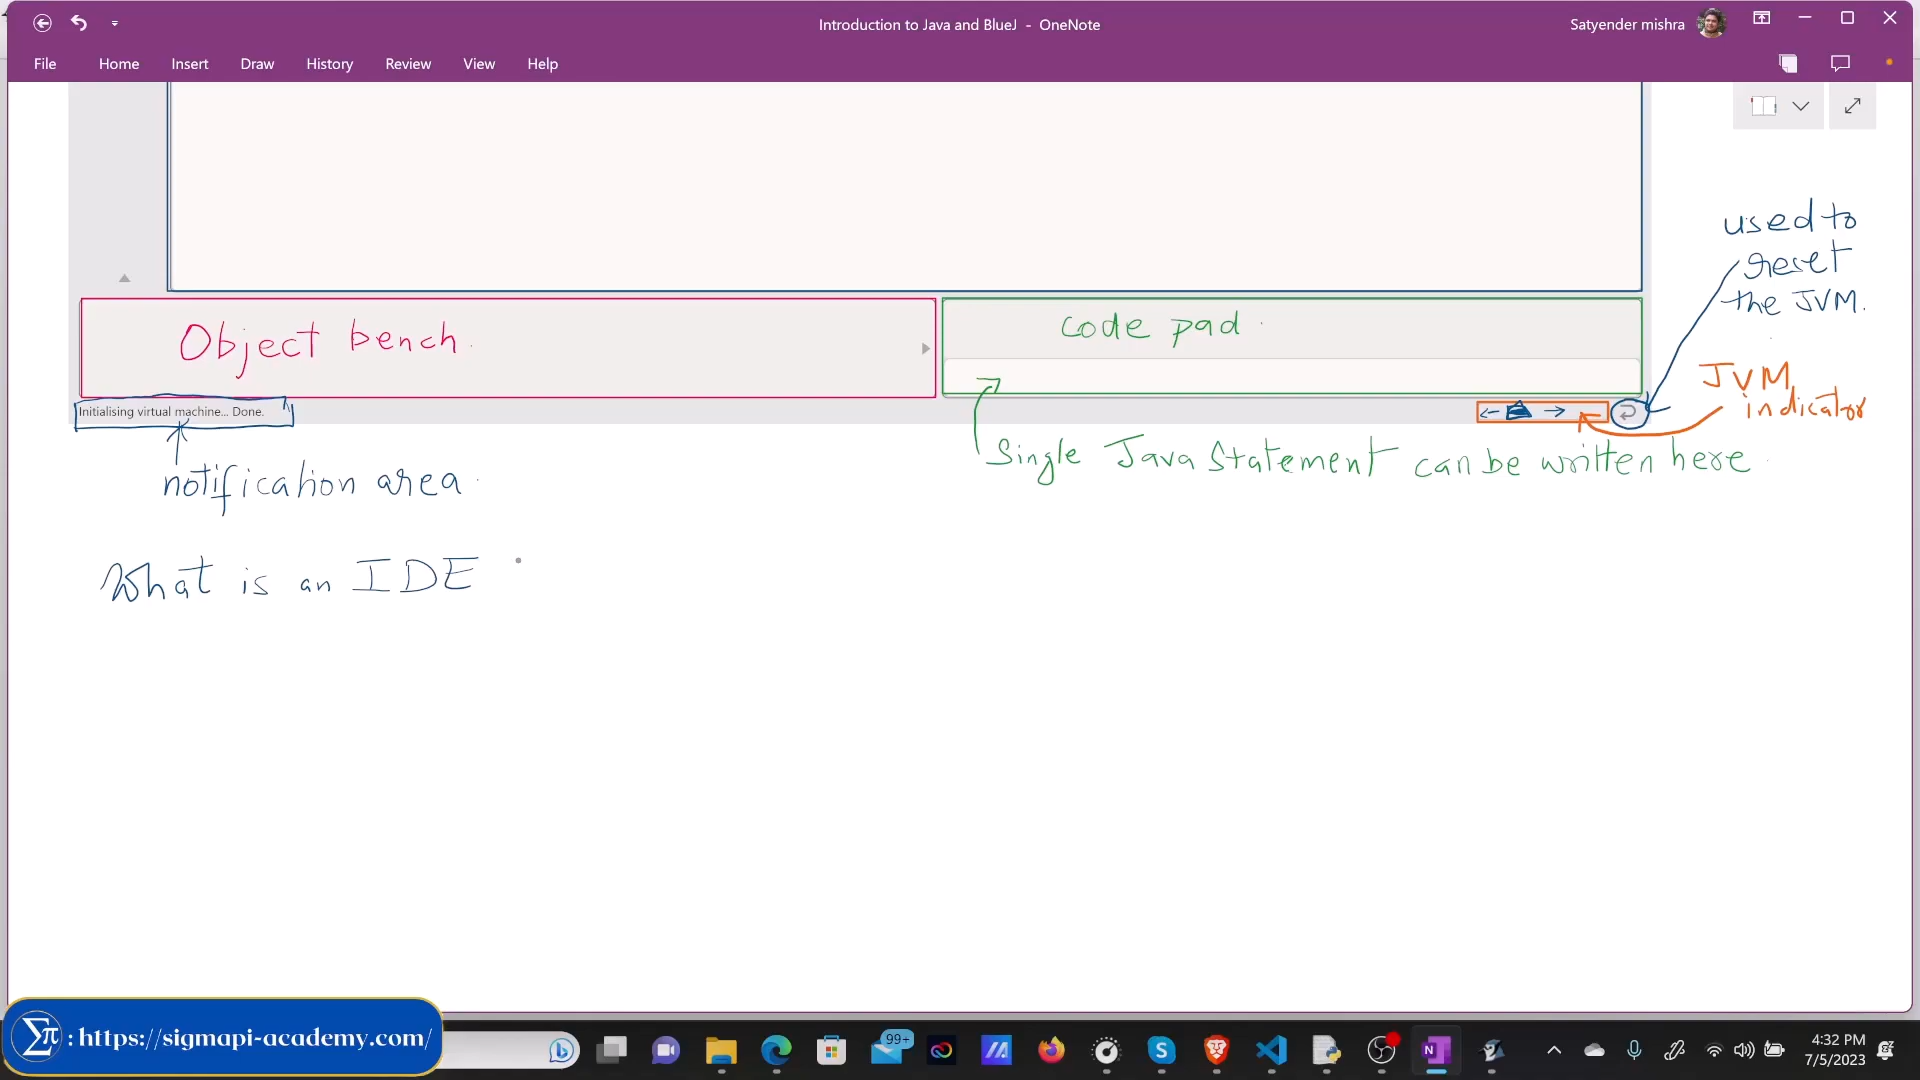 Introduction to Java and BlueJ - OneNote
Satyender mishra
File Home Insert Draw History Review View Help
used to
reset
the JVM.
Object bench.
code pad.
JVM
indicator
Initialising virtual machine... Done.
Single Java Statement can be written here.
notification area.
What is an IDE
Σπ : https://sigmapi-academy.com/
99+
4:32 PM
7/5/2023